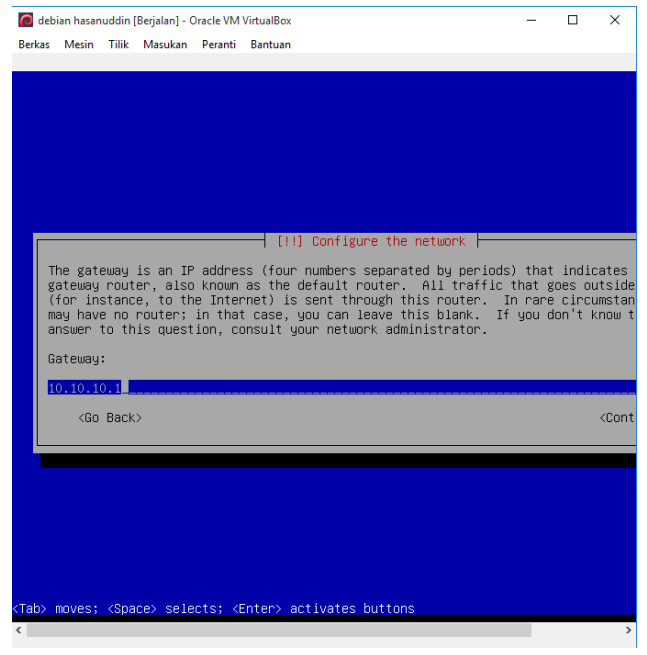 debian hasanuddin [Berjalan] - Oracle VM VirtualBox
Berkas Mesin Tilik Masukan Peranti Bantuan
[!!] Configure the network
The gateway is an IP address (four numbers separated by periods) that indicates
gateway router, also known as the default router. All traffic that goes outside
(for instance, to the Internet) is sent through this router. In rare circumstan
may have no router; in that case, you can leave this blank. If you don't know t
answer to this question, consult your network administrator.
Gateway:
10.10.10.1
<Go Back> <Cont
<Tab> moves; <Space> selects; <Enter> activates buttons